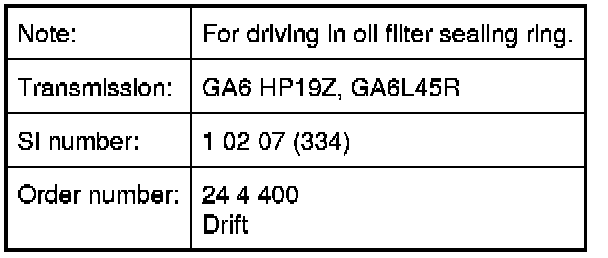 Note: For driving in oil filter sealing ring.
Transmission: GA6 HP19Z, GA6L45R
SI number: 1 02 07 (334)
Order number: 24 4 400
Drift